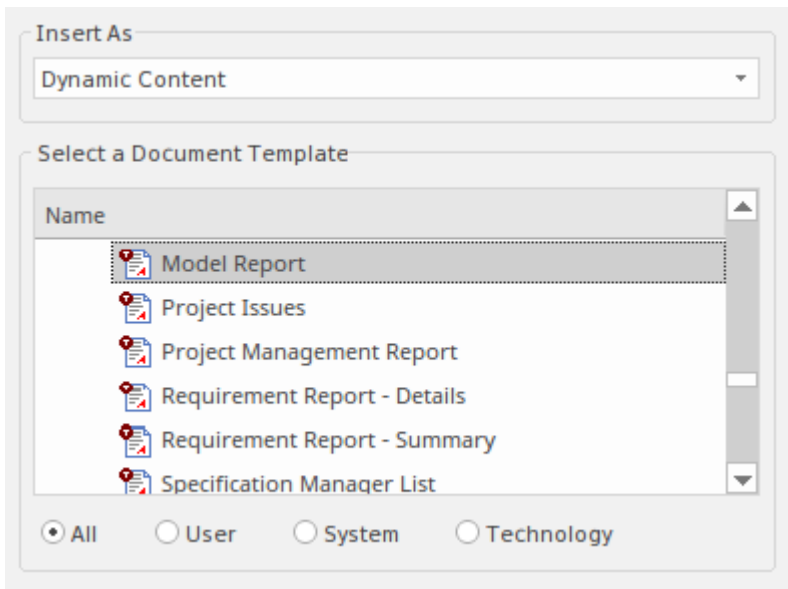 Insert As
Dynamic Content
Select a Document Template
Name
Model Report
Project Issues
Project Management Report
Requirement Report - Details
Requirement Report - Summary
Specification Manager List
All User System Technology